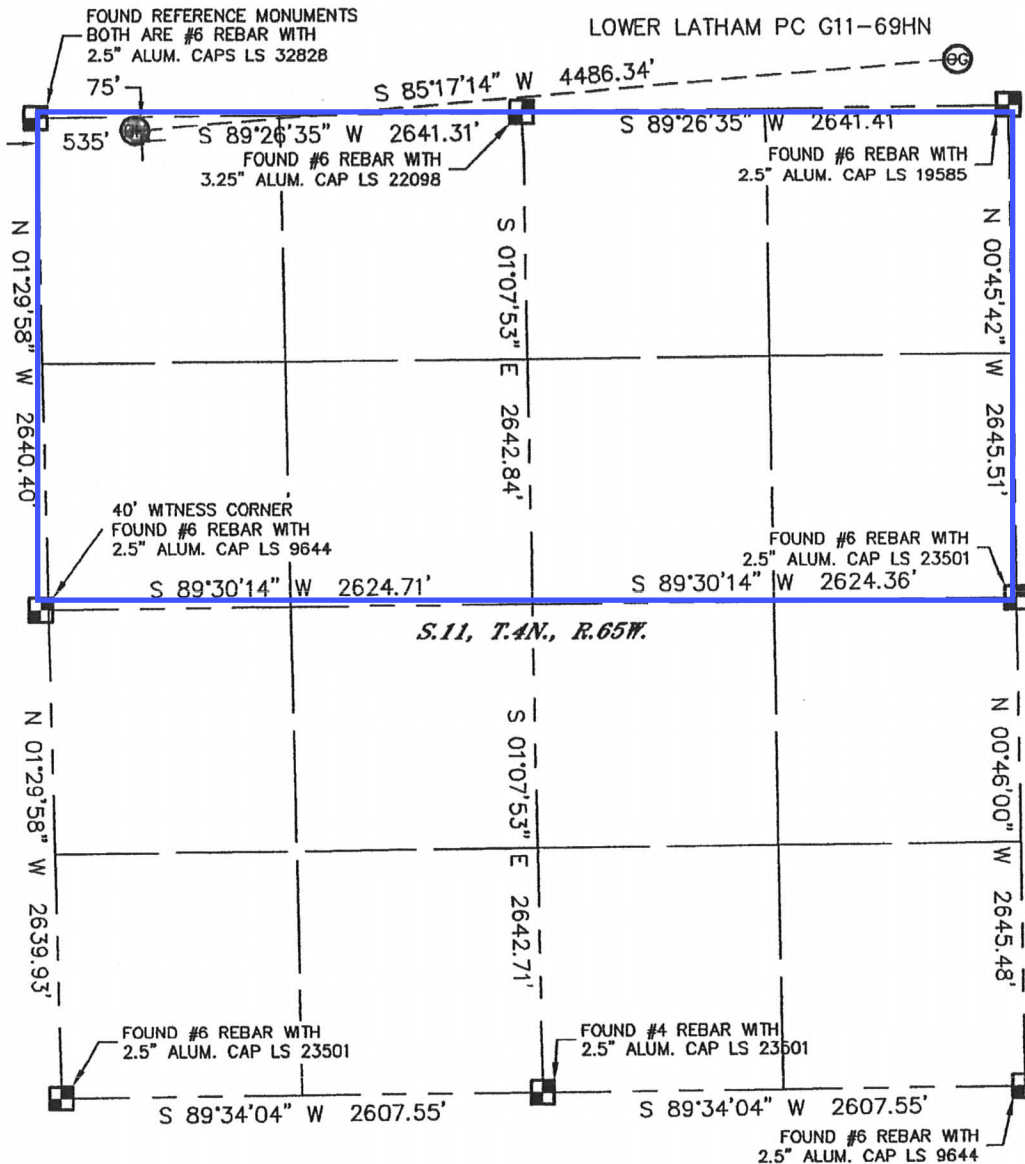 FOUND REFERENCE MONUMENTS
BOTH ARE #6 REBAR WITH
2.5" ALUM. CAPS LS 32828
LOWER LATHAM PC G11-69HN
75'
S 85°17'14" W 4486.34'
535'
S 89°26'35" W 2641.31'
S 89°26'35" W 2641.41'
FOUND #6 REBAR WITH
3.25" ALUM. CAP LS 22098
FOUND #6 REBAR WITH
2.5" ALUM. CAP LS 19585
N 01°29'58" W 2640.40'
S 01°07'53" E 2642.84'
N 00°45'42" W 2645.51'
40' WITNESS CORNER
FOUND #6 REBAR WITH
2.5" ALUM. CAP LS 9644
FOUND #6 REBAR WITH
2.5" ALUM. CAP LS 23501
S 89°30'14" W 2624.71'
S 89°30'14" W 2624.36'
S.11, T.4N., R.65W.
N 01°29'58" W 2639.93'
S 01°07'53" E 2642.71'
N 00°46'00" W 2645.48'
FOUND #6 REBAR WITH
2.5" ALUM. CAP LS 23501
FOUND #4 REBAR WITH
2.5" ALUM. CAP LS 23501
S 89°34'04" W 2607.55'
S 89°34'04" W 2607.55'
FOUND #6 REBAR WITH
2.5" ALUM. CAP LS 9644